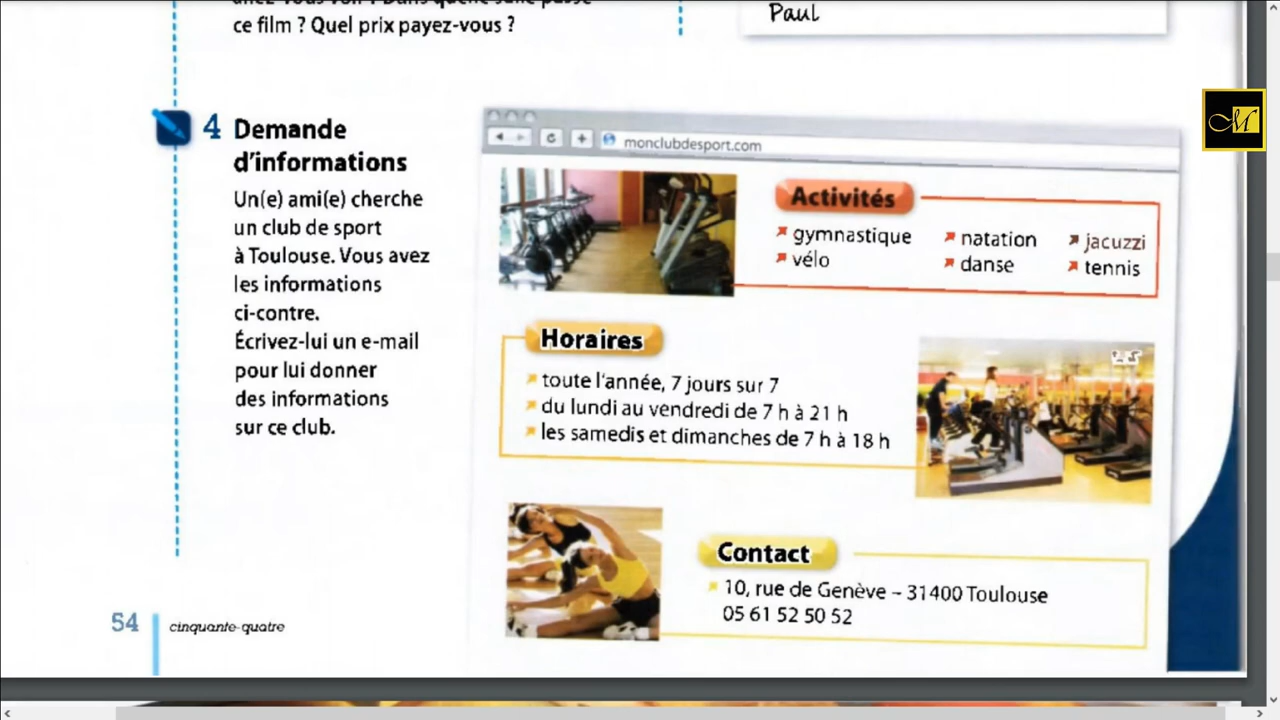 ce film ? Quel prix payez-vous ?
Paul
4 Demande
d'informations
Un(e) ami(e) cherche
un club de sport
à Toulouse. Vous avez
les informations
ci-contre.
Écrivez-lui un e-mail
pour lui donner
des informations
sur ce club.
monclubdesport.com
Activités
gymnastique
natation
jacuzzi
vélo
danse
tennis
Horaires
toute l'année, 7 jours sur 7
du lundi au vendredi de 7 h à 21 h
les samedis et dimanches de 7 h à 18 h
Contact
10, rue de Genève – 31400 Toulouse
05 61 52 50 52
54
cinquante-quatre
M